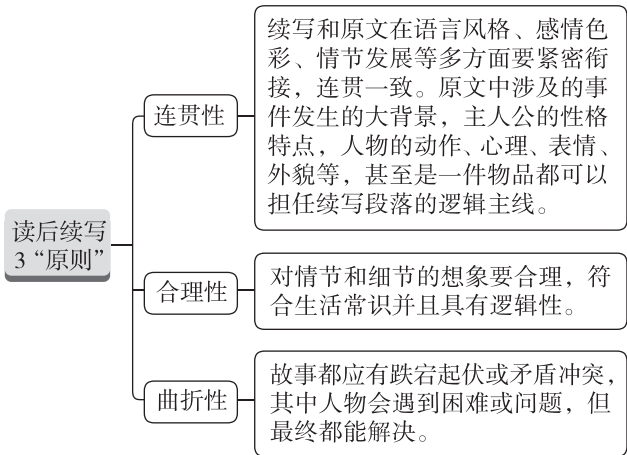 读后续写
3“原则”
连贯性
续写和原文在语言风格、感情色
彩、情节发展等多方面要紧密衔
接，连贯一致。原文中涉及的事
件发生的大背景，主人公的性格
特点，人物的动作、心理、表情、
外貌等，甚至是一件物品都可以
担任续写段落的逻辑主线。
合理性
对情节和细节的想象要合理，符
合生活常识并且具有逻辑性。
曲折性
故事都应有跌宕起伏或矛盾冲突，
其中人物会遇到困难或问题，但
最终都能解决。